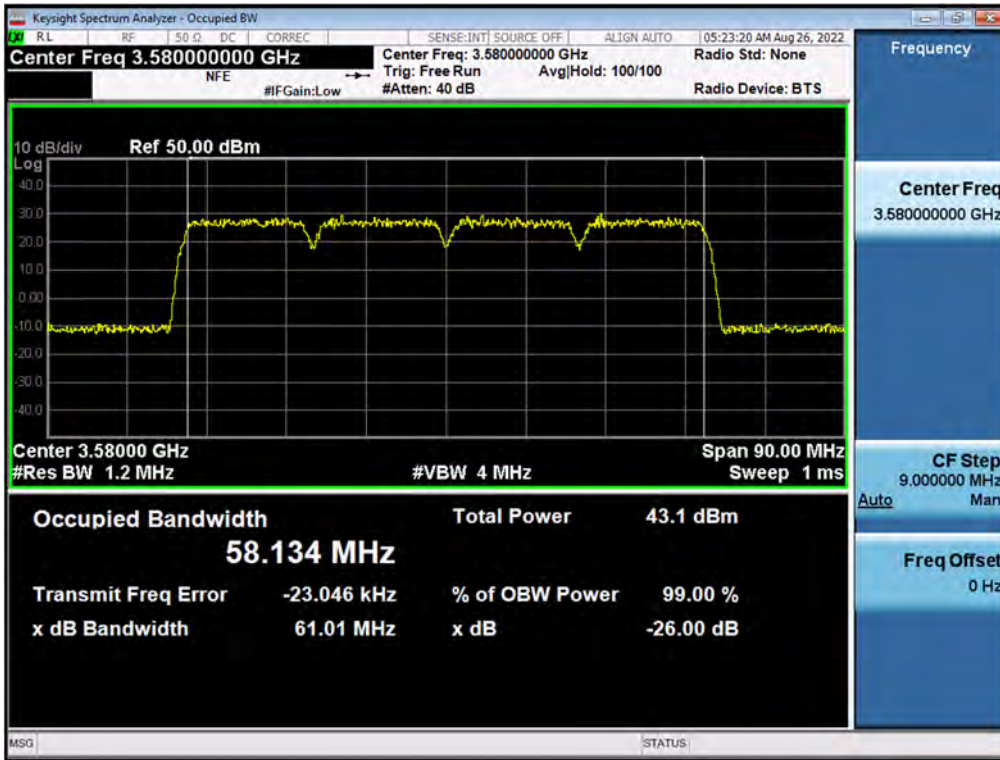 Keysight Spectrum Analyzer - Occupied BW
RL RF 50 Ω DC CORREC SENSE:INT SOURCE OFF ALIGN AUTO 05:23:20 AM Aug 26, 2022
Center Freq 3.580000000 GHz
NFE
#IFGain:Low
Center Freq: 3.580000000 GHz
Trig: Free Run Avg|Hold: 100/100
#Atten: 40 dB
Radio Std: None
Radio Device: BTS
10 dB/div Ref 50.00 dBm
Log
40.0
30.0
20.0
10.0
0.00
-10.0
-20.0
-30.0
-40.0
Center 3.58000 GHz Span 90.00 MHz
#Res BW 1.2 MHz #VBW 4 MHz Sweep 1 ms
Occupied Bandwidth Total Power 43.1 dBm
58.134 MHz
Transmit Freq Error -23.046 kHz % of OBW Power 99.00 %
x dB Bandwidth 61.01 MHz x dB -26.00 dB
MSG STATUS
Frequency
Center Freq
3.580000000 GHz
CF Step
9.000000 MHz
Auto Man
Freq Offset
0 Hz